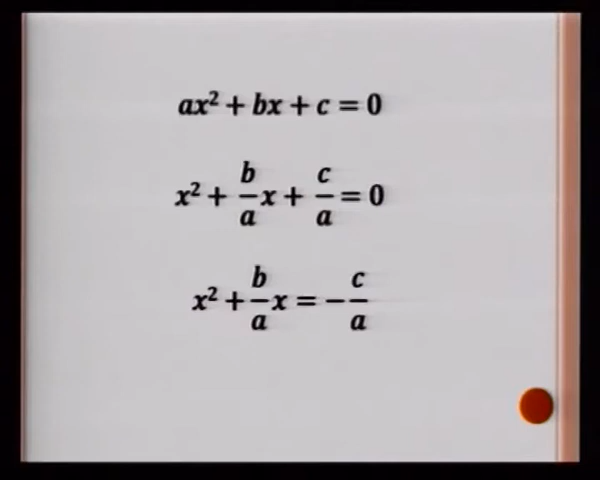 ax² + bx + c = 0
x² + b/a x + c/a = 0
x² + b/a x = − c/a